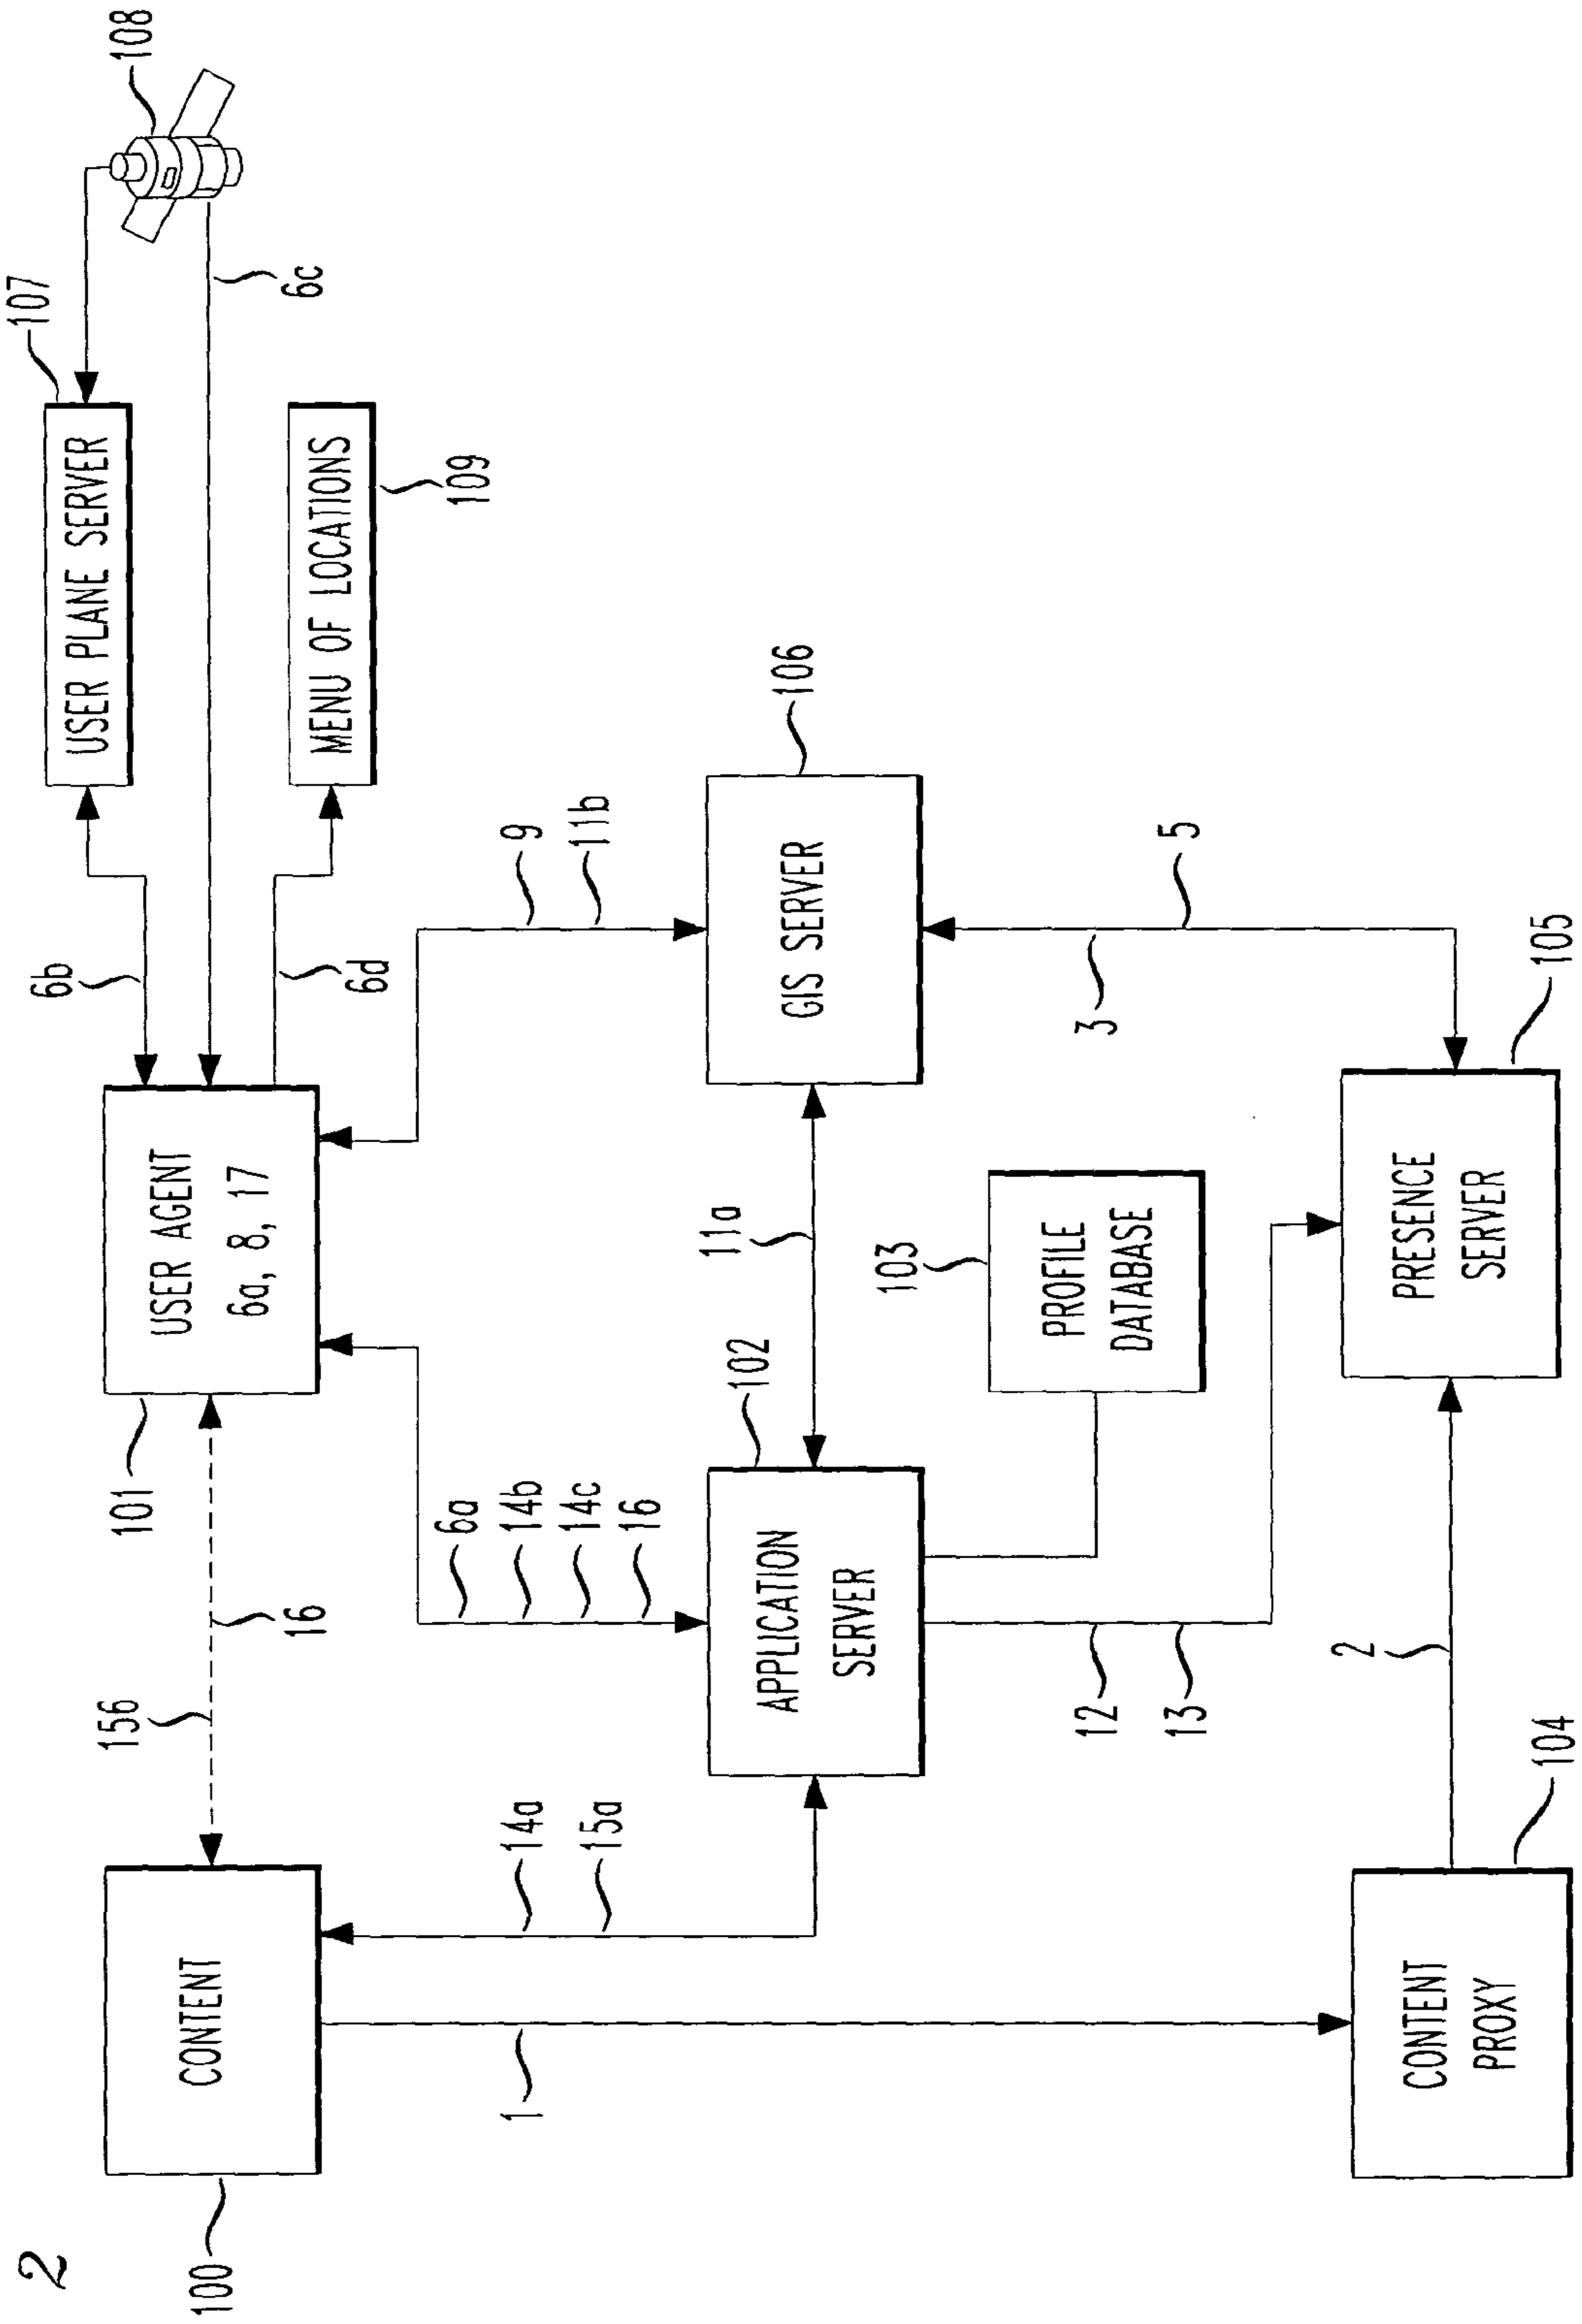 2
100
CONTENT
1
14a
15a
156
16
101
USER AGENT
6a, 8, 17
6b
6c
6d
107
USER PLANE SERVER
108
MENU OF LOCATIONS
109
6a
14b
14c
16
102
APPLICATION
SERVER
11a
9
11b
106
GIS SERVER
103
PROFILE
DATABASE
12
13
3
5
104
CONTENT
PROXY
2
105
PRESENCE
SERVER